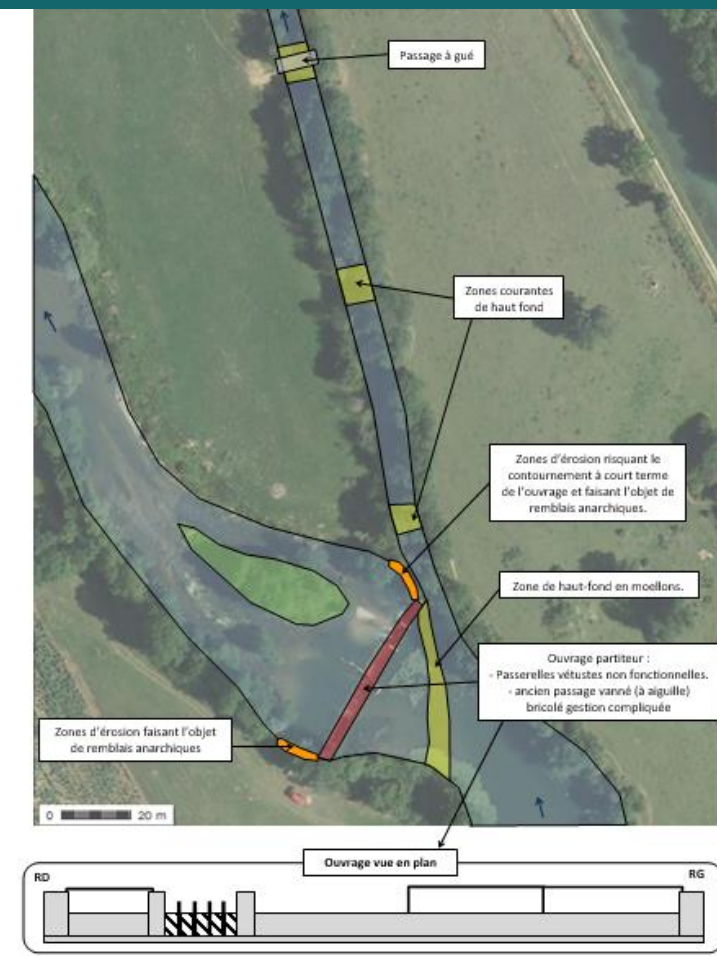 Passage à gué
Zones courantes
de haut fond
Zones d'érosion risquant le
contournement à court terme
de l'ouvrage et faisant l'objet de
remblais anarchiques.
Zone de haut-fond en moellons.
Ouvrage partiteur :
- Passerelles vétustes non fonctionnelles.
- ancien passage vanné (à aiguille)
bricolé gestion compliquée
Zones d'érosion faisant l'objet
de remblais anarchiques
0 20 m
Ouvrage vue en plan
RD
RG